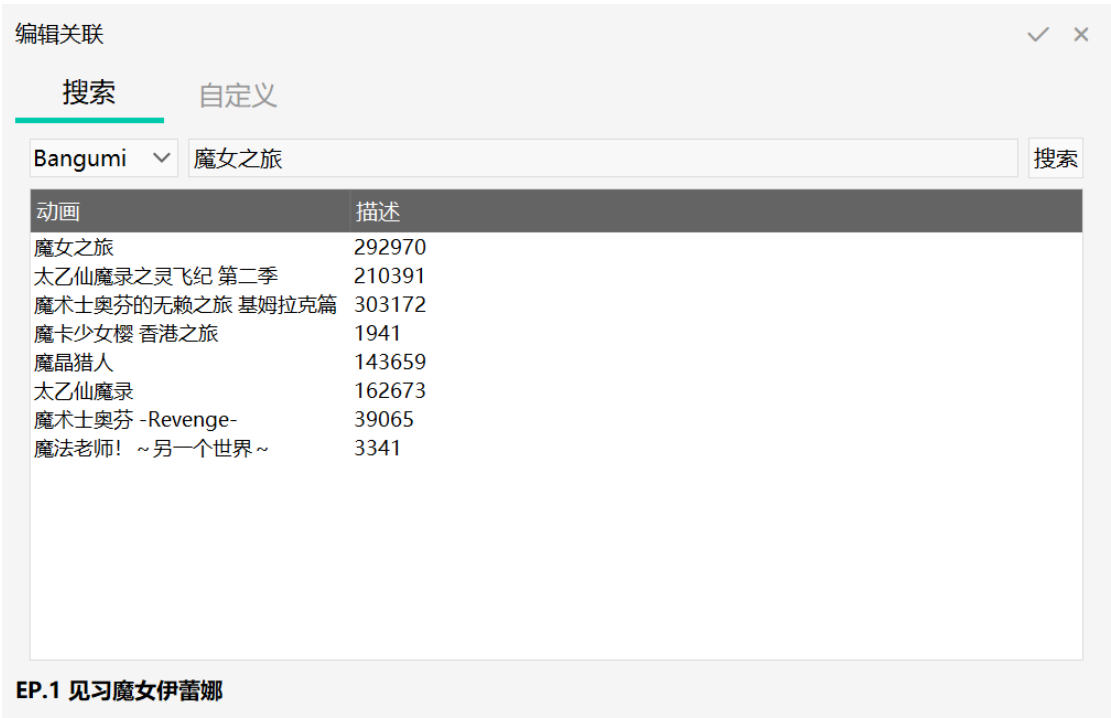 编辑关联
搜索 自定义
Bangumi 魔女之旅 搜索
动画 描述
魔女之旅 292970
太乙仙魔录之灵飞纪 第二季 210391
魔术士奥芬的无赖之旅 基姆拉克篇 303172
魔卡少女樱 香港之旅 1941
魔晶猎人 143659
太乙仙魔录 162673
魔术士奥芬 -Revenge- 39065
魔法老师！～另一个世界～ 3341
EP.1 见习魔女伊蕾娜